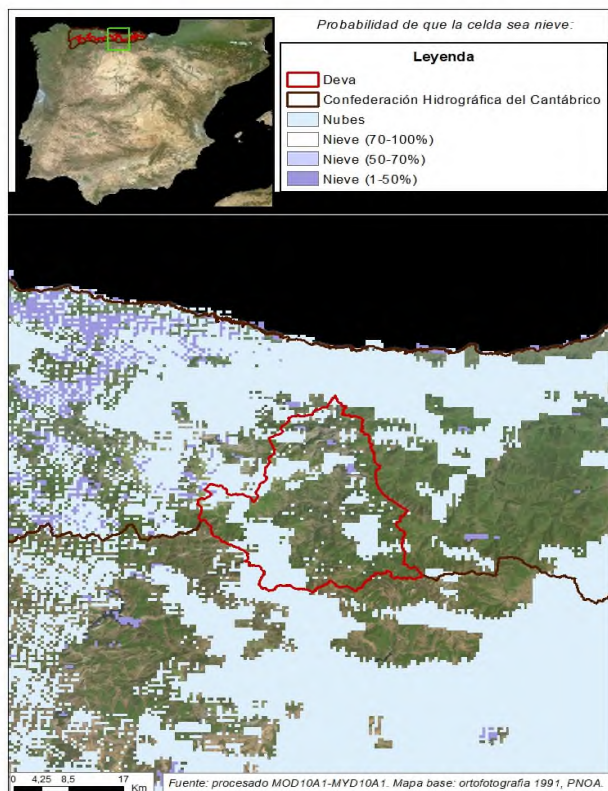 Probabilidad de que la celda sea nieve:
Leyenda
Deva
Confederación Hidrográfica del Cantábrico
Nubes
Nieve (70-100%)
Nieve (50-70%)
Nieve (1-50%)
0 4,25 8,5 17
Km
Fuente: procesado MOD10A1-MYD10A1. Mapa base: ortofotografia 1991, PNOA.